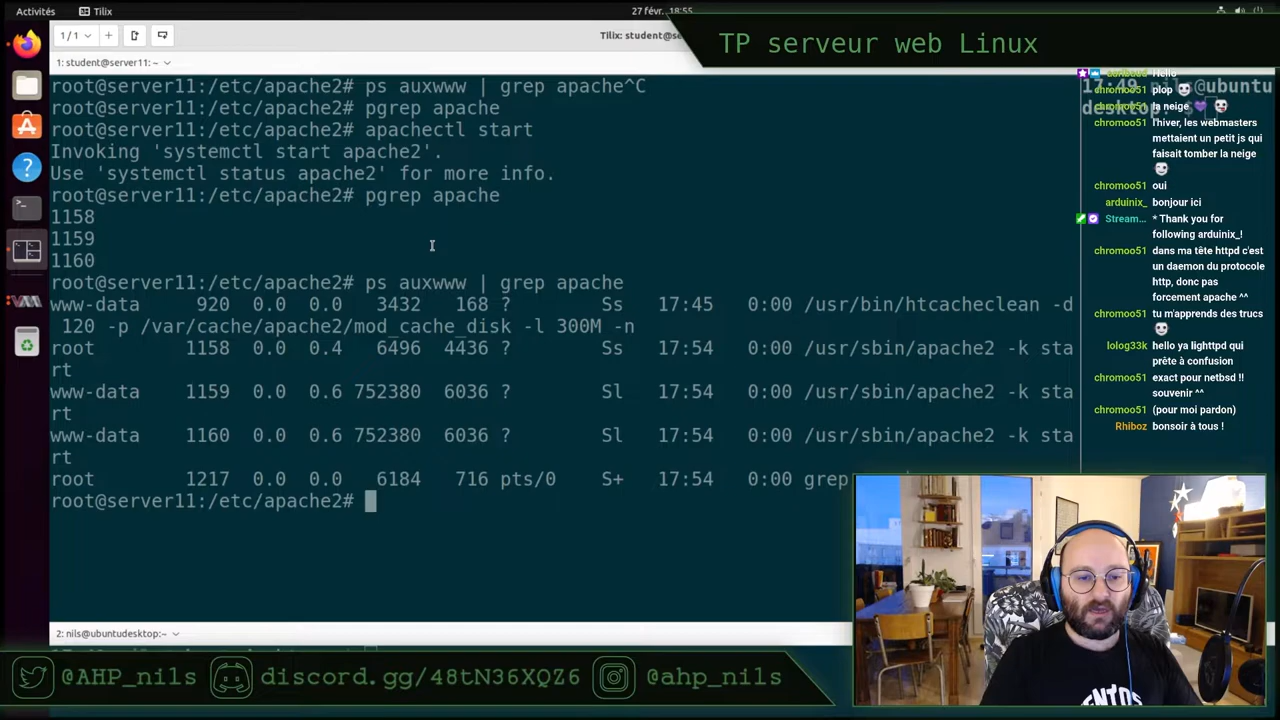 Activités
Tilix
27 févr. 18:55
TP serveur web Linux
1 / 1
Tilix: student@se
1: student@server11: ~
root@server11:/etc/apache2# ps auxwww | grep apache^C
root@server11:/etc/apache2# pgrep apache
root@server11:/etc/apache2# apachectl start
Invoking 'systemctl start apache2'.
Use 'systemctl status apache2' for more info.
root@server11:/etc/apache2# pgrep apache
1158
1159
1160
root@server11:/etc/apache2# ps auxwww | grep apache
www-data 920 0.0 0.0 3432 168 ? Ss 17:45 0:00 /usr/bin/htcacheclean -d
120 -p /var/cache/apache2/mod_cache_disk -l 300M -n
root 1158 0.0 0.4 6496 4436 ? Ss 17:54 0:00 /usr/sbin/apache2 -k sta
rt
www-data 1159 0.0 0.6 752380 6036 ? Sl 17:54 0:00 /usr/sbin/apache2 -k sta
rt
www-data 1160 0.0 0.6 752380 6036 ? Sl 17:54 0:00 /usr/sbin/apache2 -k sta
rt
root 1217 0.0 0.0 6184 716 pts/0 S+ 17:54 0:00 grep
root@server11:/etc/apache2#
17:49 nils@ubuntu
desktop:
Hello
chromoo51 plop
chromoo51 la neige
chromoo51 l'hiver, les webmasters
mettaient un petit js qui
faisait tomber la neige
chromoo51 oui
arduinix_ bonjour ici
Stream... * Thank you for
following arduinix_!
chromoo51 dans ma tête httpd c'est
un daemon du protocole
http, donc pas
forcement apache ^^
chromoo51 tu m'apprends des trucs
lolog33k hello ya lighttpd qui
prête à confusion
chromoo51 exact pour netbsd !!
souvenir ^^
chromoo51 (pour moi pardon)
Rhiboz bonsoir à tous !
2: nils@ubuntudesktop:~
@AHP_nils
discord.gg/48tN36XQZ6
@ahp_nils